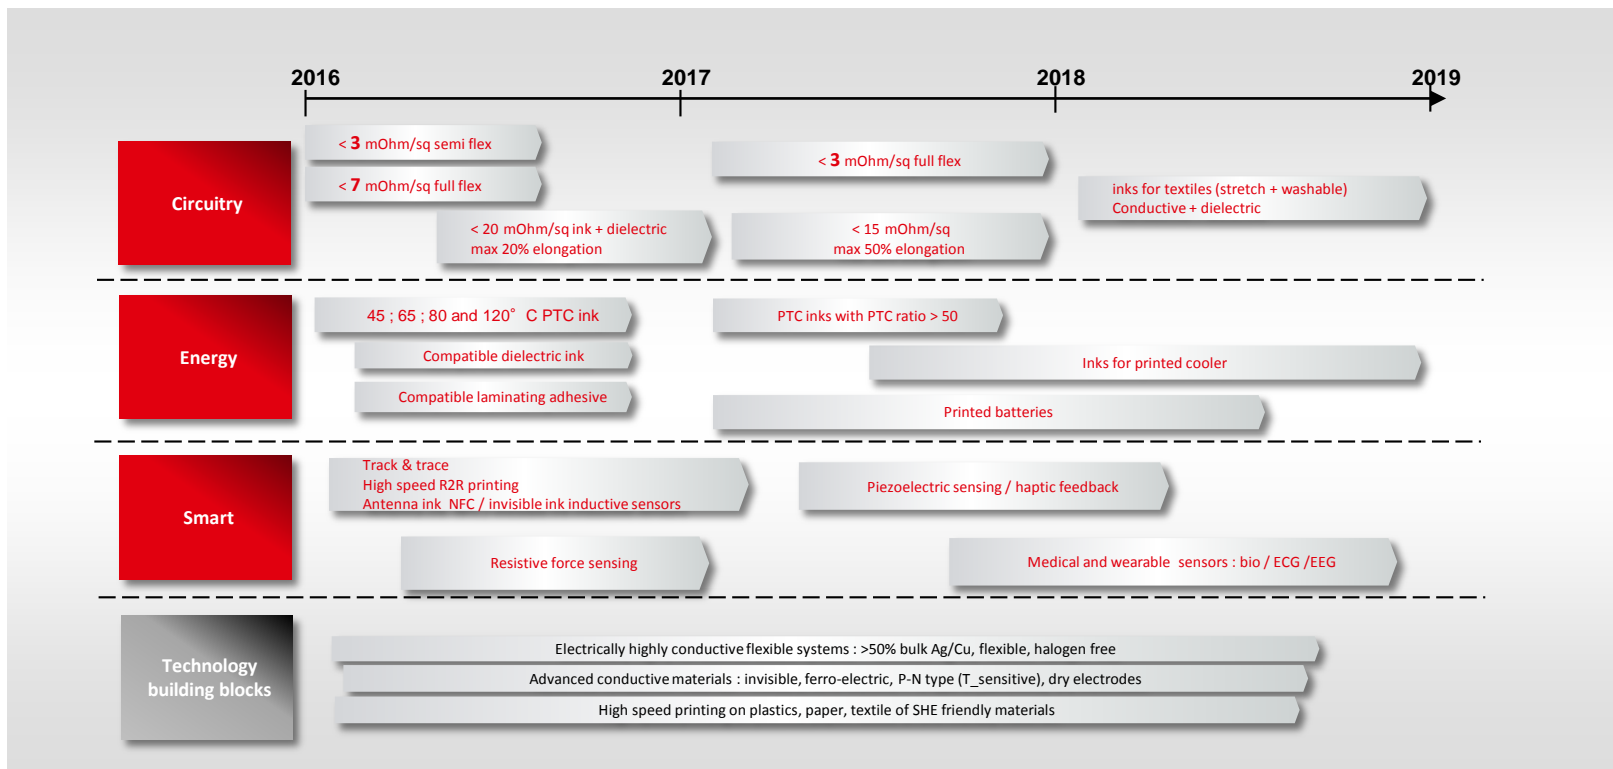 2016 2017 2018 2019
Circuitry
< 3 mOhm/sq semi flex
< 7 mOhm/sq full flex
< 20 mOhm/sq ink + dielectric
max 20% elongation
< 3 mOhm/sq full flex
< 15 mOhm/sq
max 50% elongation
inks for textiles (stretch + washable)
Conductive + dielectric
Energy
45 ; 65 ; 80 and 120° C PTC ink
Compatible dielectric ink
Compatible laminating adhesive
PTC inks with PTC ratio > 50
Inks for printed cooler
Printed batteries
Smart
Track & trace
High speed R2R printing
Antenna ink NFC / invisible ink inductive sensors
Resistive force sensing
Piezoelectric sensing / haptic feedback
Medical and wearable sensors : bio / ECG /EEG
Technology
building blocks
Electrically highly conductive flexible systems : >50% bulk Ag/Cu, flexible, halogen free
Advanced conductive materials : invisible, ferro-electric, P-N type (T_sensitive), dry electrodes
High speed printing on plastics, paper, textile of SHE friendly materials